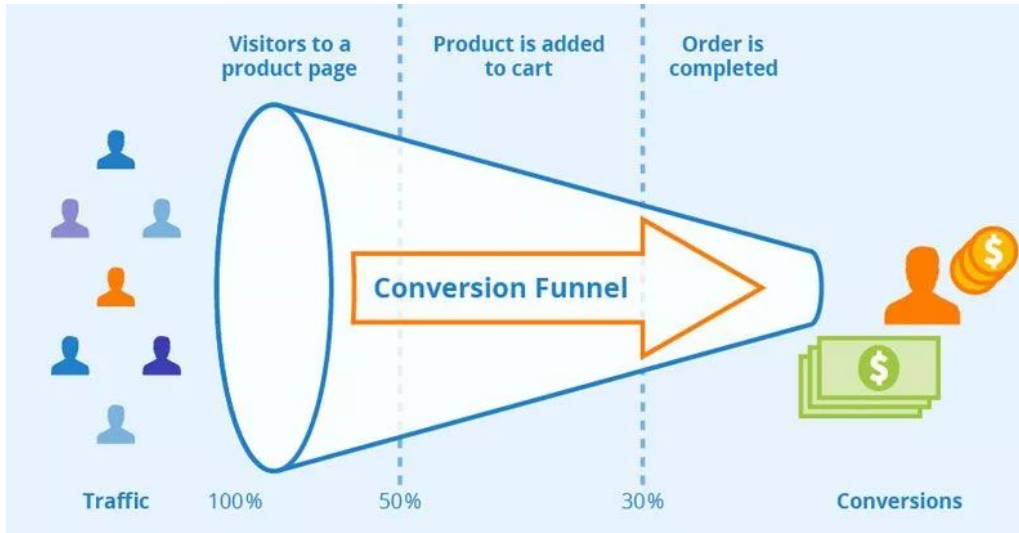 Visitors to a
product page
Product is added
to cart
Order is
completed
Conversion Funnel
$
$
Traffic
100%
50%
30%
Conversions